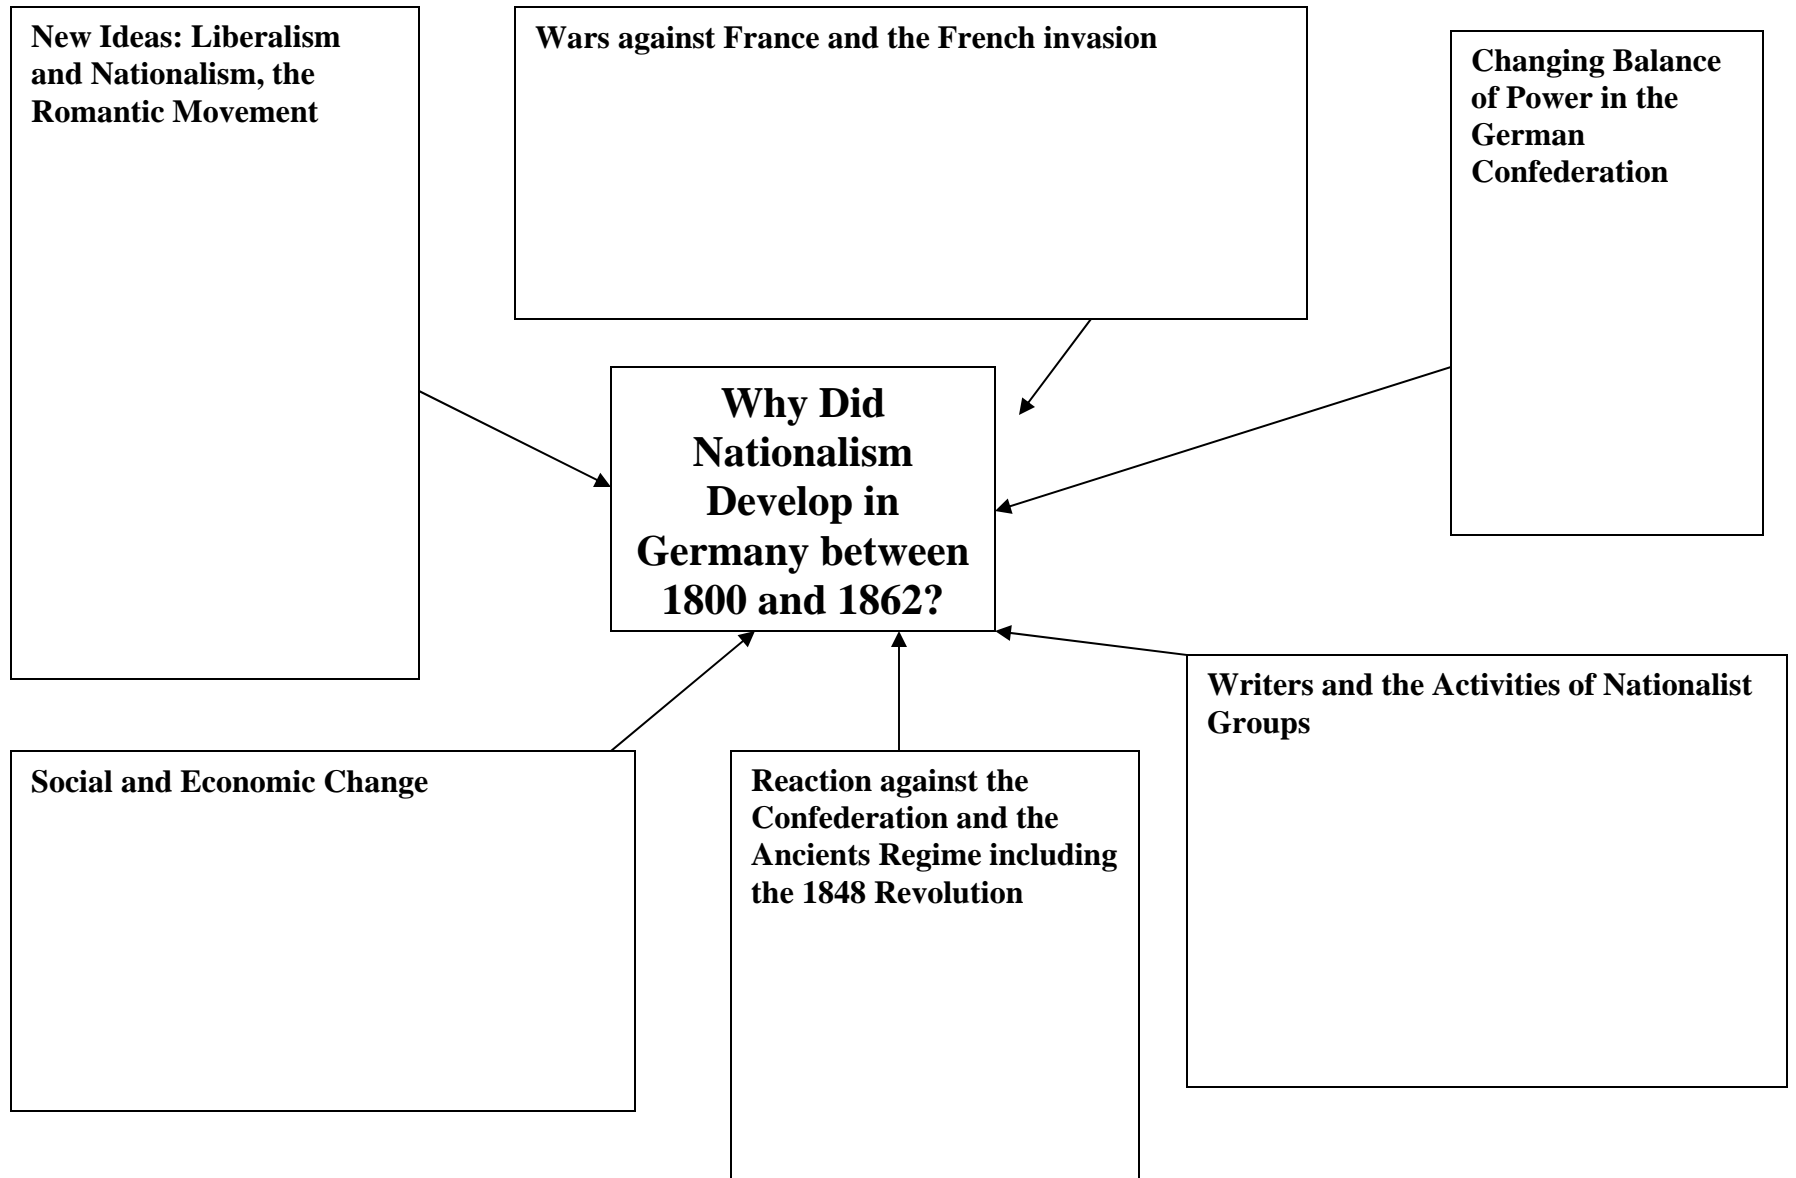 New Ideas: Liberalism
and Nationalism, the
Romantic Movement
Wars against France and the French invasion
Changing Balance
of Power in the
German
Confederation
Why Did
Nationalism
Develop in
Germany between
1800 and 1862?
Writers and the Activities of Nationalist
Groups
Social and Economic Change
Reaction against the
Confederation and the
Ancients Regime including
the 1848 Revolution